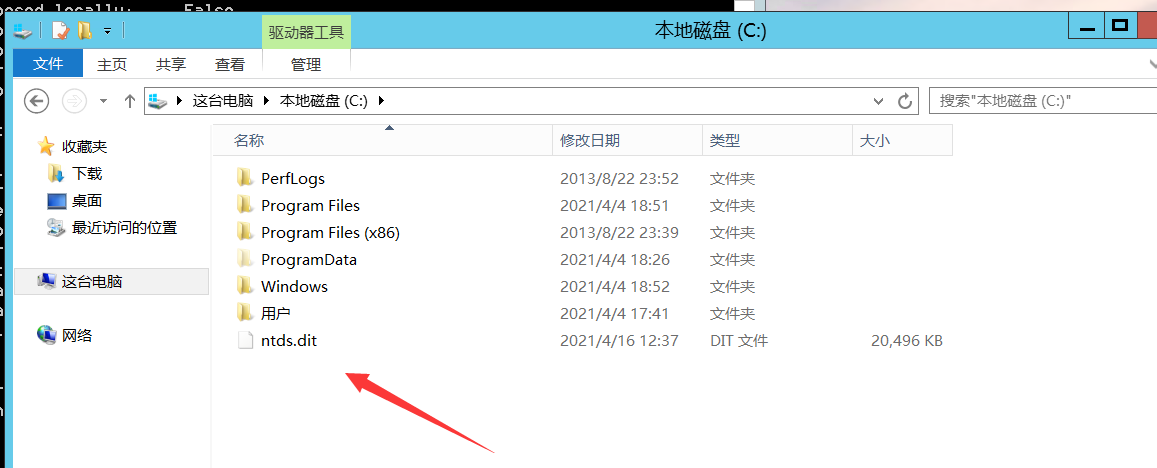 posed locally:    False
驱动器工具
本地磁盘 (C:)
文件 主页 共享 查看 管理
这台电脑 本地磁盘 (C:)
搜索"本地磁盘 (C:)"
收藏夹
下载
桌面
最近访问的位置
这台电脑
网络
名称 修改日期 类型 大小
PerfLogs 2013/8/22 23:52 文件夹
Program Files 2021/4/4 18:51 文件夹
Program Files (x86) 2013/8/22 23:39 文件夹
ProgramData 2021/4/4 18:26 文件夹
Windows 2021/4/4 18:52 文件夹
用户 2021/4/4 17:41 文件夹
ntds.dit 2021/4/16 12:37 DIT 文件 20,496 KB